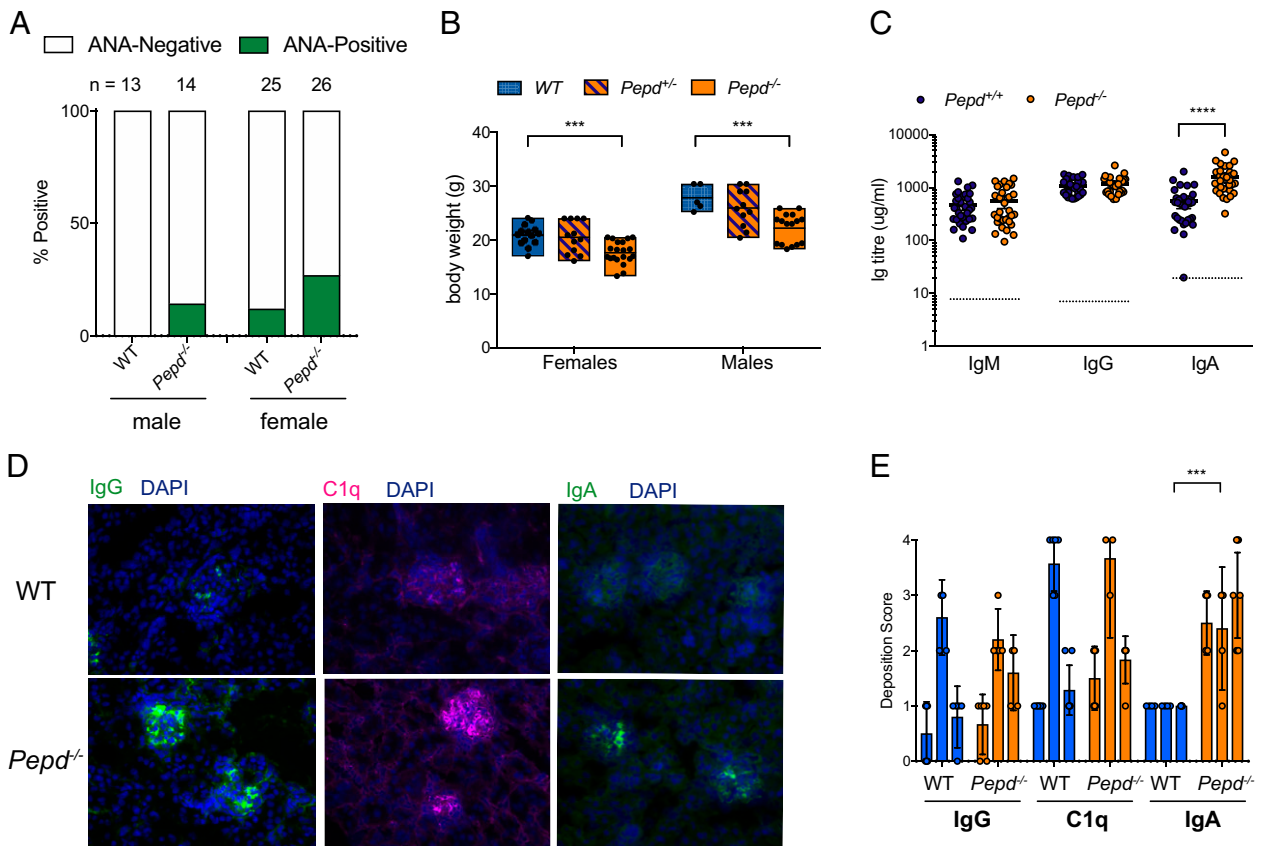 A
ANA-Negative ANA-Positive
n = 13 14 25 26
% Positive
100
50
0
WT Pepd-/- WT Pepd-/-
male female
B
WT Pepd+/- Pepd-/-
*** ***
body weight (g)
40
30
20
10
0
Females Males
C
Pepd+/+ Pepd-/-
****
Ig titre (ug/ml)
10000
1000
100
10
1
IgM IgG IgA
D
IgG DAPI C1q DAPI IgA DAPI
WT
Pepd-/-
E
***
Deposition Score
4
3
2
1
0
WT Pepd-/- WT Pepd-/- WT Pepd-/-
IgG C1q IgA